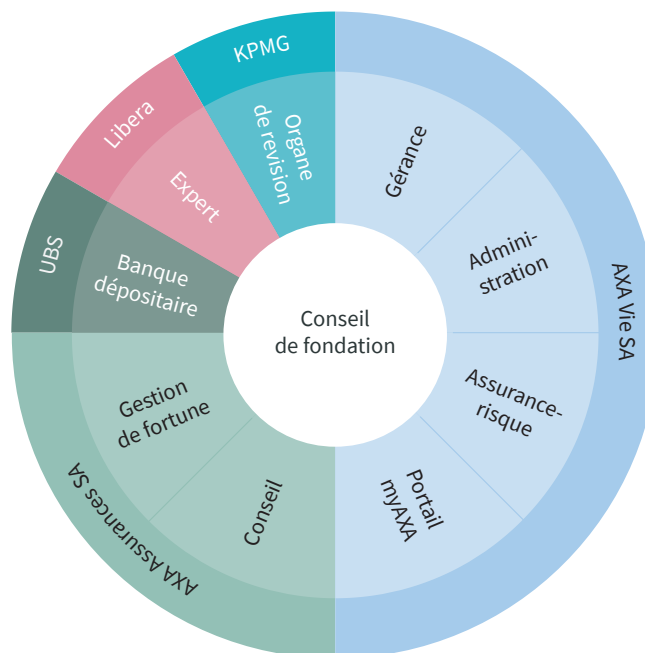 KPMG
Organe
de revision
Libera
Expert
UBS
Banque
dépositaire
Gérance
Admini-
stration
AXA Vie SA
Assurance-
risque
Portail
myAXA
Conseil
de fondation
Gestion
de fortune
Conseil
AXA Assurances SA